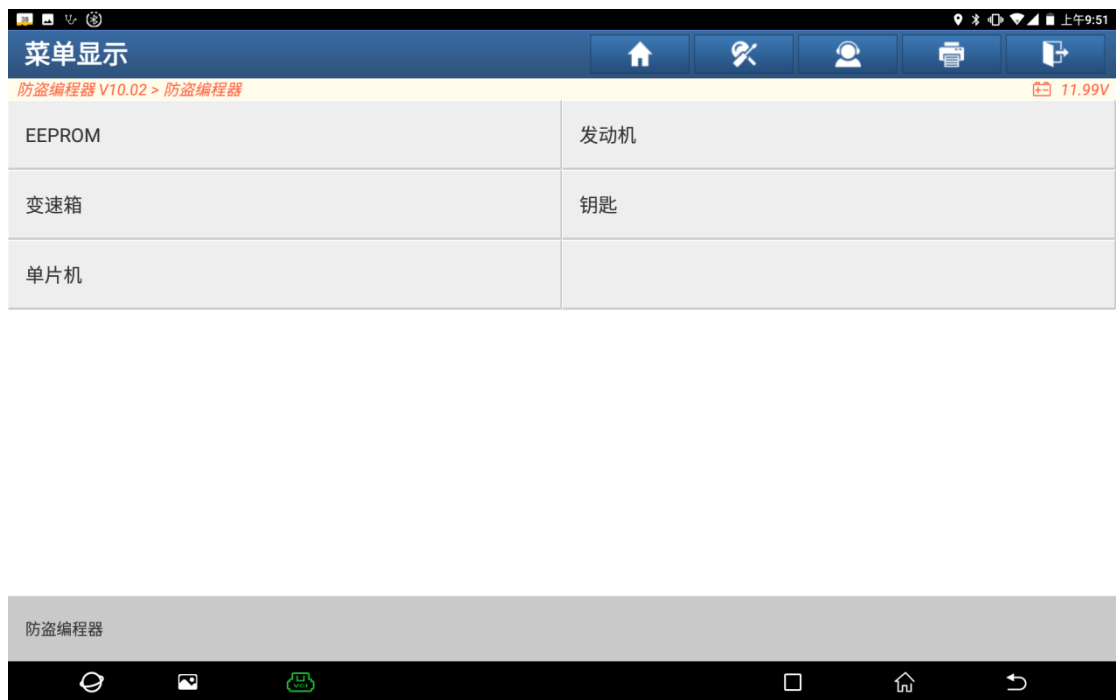 上午9:51
菜单显示
防盗编程器 V10.02 > 防盗编程器 11.99V
EEPROM 发动机
变速箱 钥匙
单片机
防盗编程器
VCI